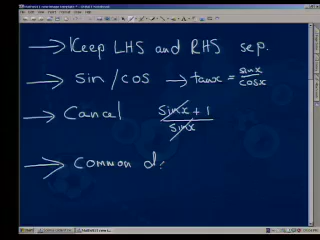 → Keep LHS and RHS sep.
→ sin/cos → tanx = sinx/cosx
→ Cancel (sinx + 1)/sinx
→ common d